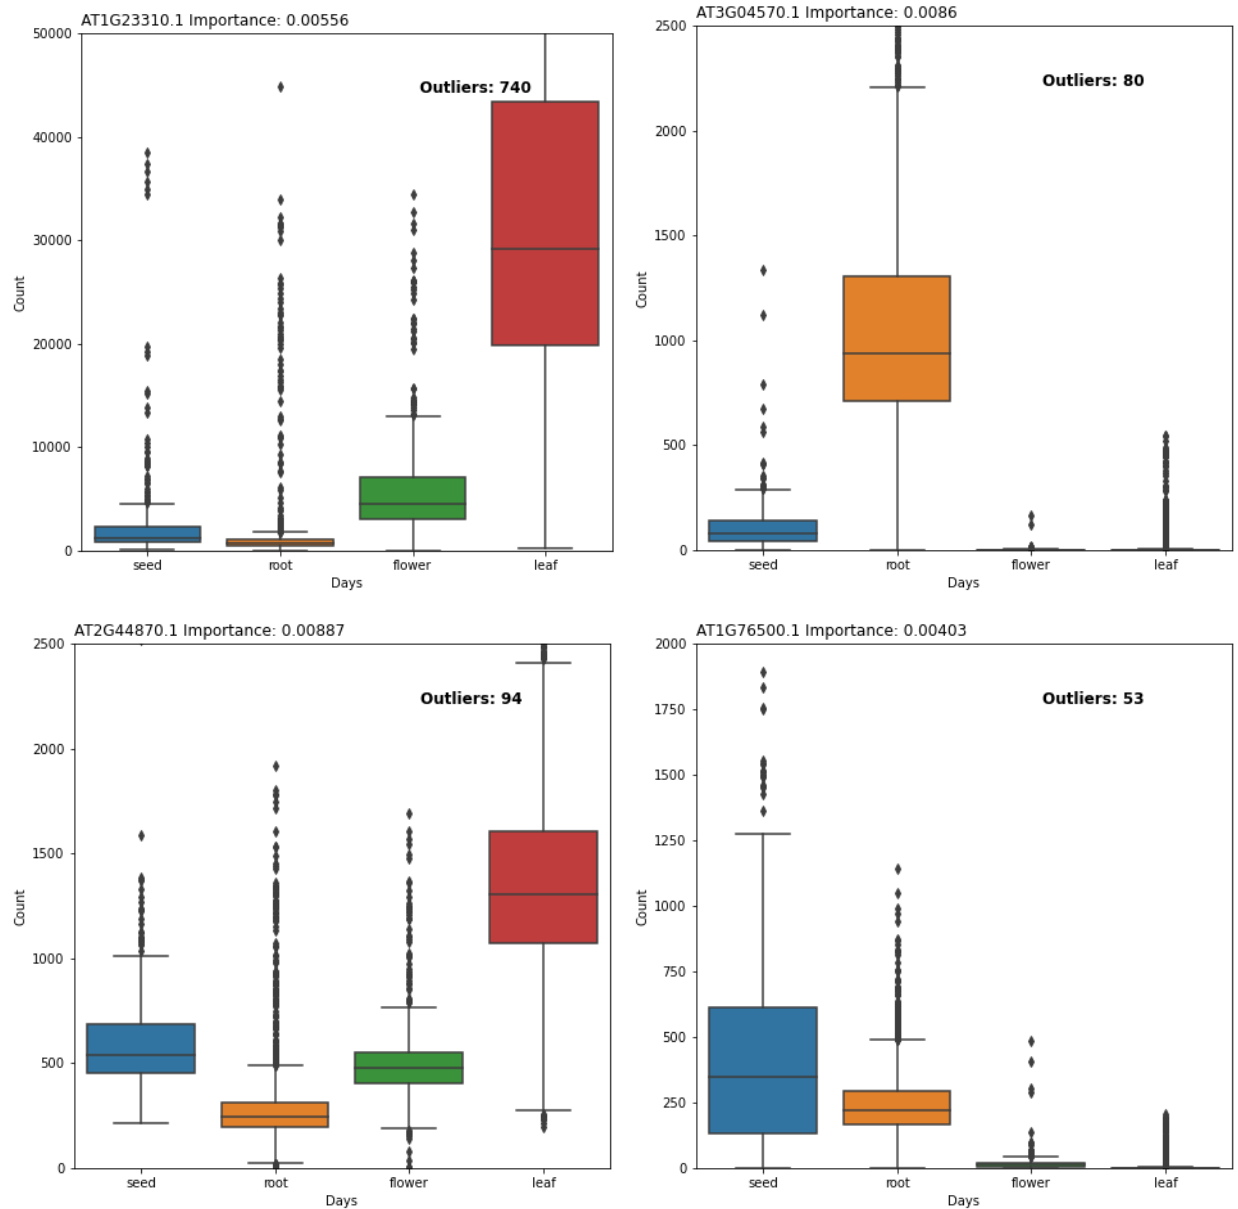 AT1G23310.1 Importance: 0.00556
50000
40000
30000
20000
10000
0
Count
Outliers: 740
seed root flower leaf
Days
AT3G04570.1 Importance: 0.0086
2500
2000
1500
1000
500
0
Count
Outliers: 80
seed root flower leaf
Days
AT2G44870.1 Importance: 0.00887
2500
2000
1500
1000
500
0
Count
Outliers: 94
seed root flower leaf
Days
AT1G76500.1 Importance: 0.00403
2000
1750
1500
1250
1000
750
500
250
0
Count
Outliers: 53
seed root flower leaf
Days